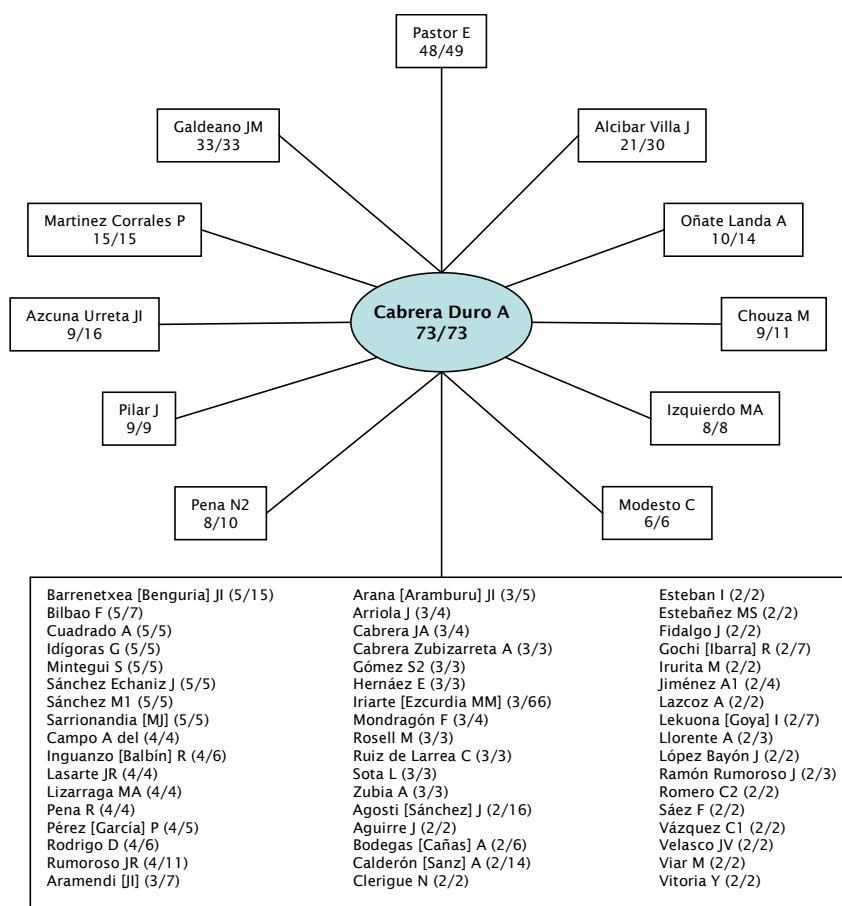 Pastor E
48/49
Galdeano JM
33/33
Alcibar Villa J
21/30
Martinez Corrales P
15/15
Oñate Landa A
10/14
Azcuna Urreta JI
9/16
Cabrera Duro A
73/73
Chouza M
9/11
Pilar J
9/9
Izquierdo MA
8/8
Pena N2
8/10
Modesto C
6/6
Barrenetxea [Benguria] JI (5/15)
Bilbao F (5/7)
Cuadrado A (5/5)
Idígoras G (5/5)
Mintegui S (5/5)
Sánchez Echaniz J (5/5)
Sánchez M1 (5/5)
Sarrionandia [MJ] (5/5)
Campo A del (4/4)
Inguanzo [Balbín] R (4/6)
Lasarte JR (4/4)
Lizarraga MA (4/4)
Pena R (4/4)
Pérez [García] P (4/5)
Rodrigo D (4/6)
Rumoroso JR (4/11)
Aramendi [JI] (3/7)
Arana [Aramburu] JI (3/5)
Arriola J (3/4)
Cabrera JA (3/4)
Cabrera Zubizarreta A (3/3)
Gómez S2 (3/3)
Hernáez E (3/3)
Iriarte [Ezcurdia MM] (3/66)
Mondragón F (3/4)
Rosell M (3/3)
Ruiz de Larrea C (3/3)
Sota L (3/3)
Zubia A (3/3)
Agosti [Sánchez] J (2/16)
Aguirre J (2/2)
Bodegas [Cañas] A (2/6)
Calderón [Sanz] A (2/14)
Clerigue N (2/2)
Esteban I (2/2)
Estebañez MS (2/2)
Fidalgo J (2/2)
Gochi [Ibarra] R (2/7)
Irurita M (2/2)
Jiménez A1 (2/4)
Lazcoz A (2/2)
Lekuona [Goya] I (2/7)
Llorente A (2/3)
López Bayón J (2/2)
Ramón Rumoroso J (2/3)
Romero C2 (2/2)
Sáez F (2/2)
Vázquez C1 (2/2)
Velasco JV (2/2)
Viar M (2/2)
Vitoria Y (2/2)